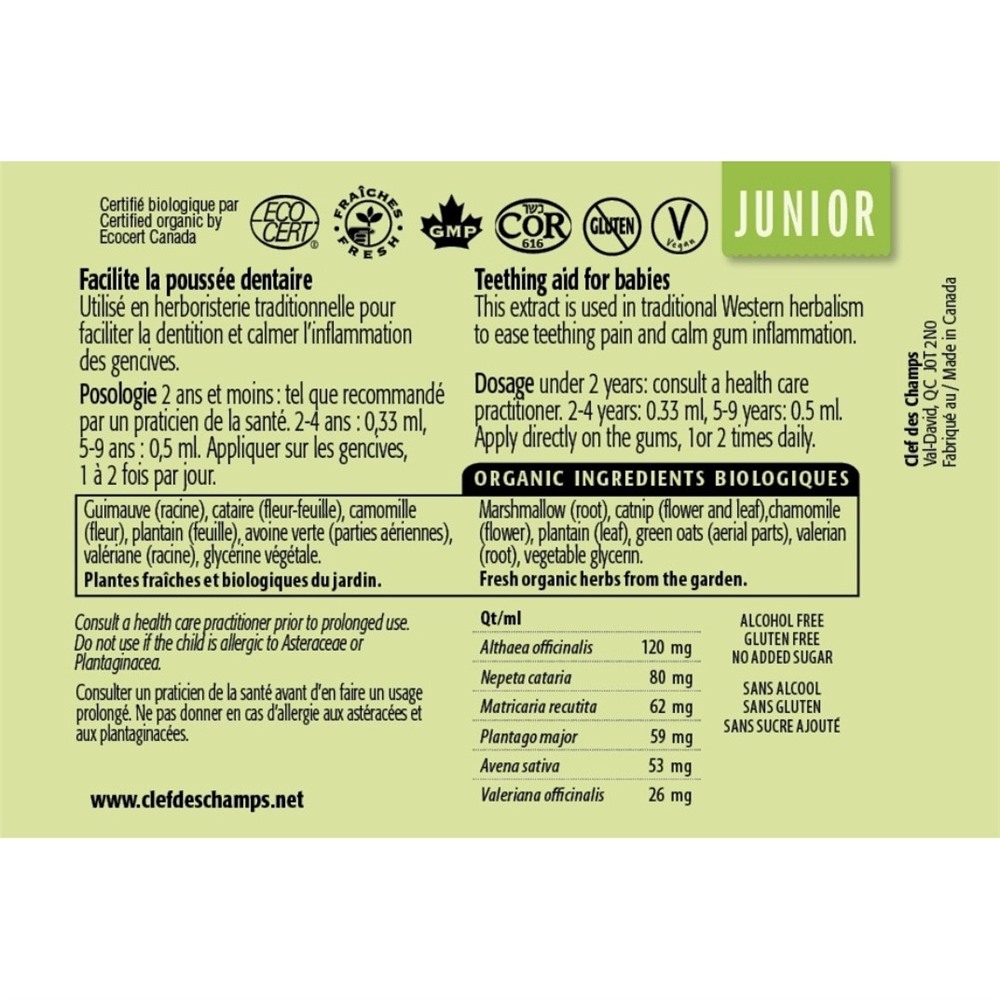 Certifié biologique par
Certified organic by
Ecocert Canada
ECO
CERT
®
FRAÎCHES
FRESH
GMP
כשר
COR
616
GLUTEN
V
Vegan
JUNIOR
Facilite la poussée dentaire
Utilisé en herboristerie traditionnelle pour
faciliter la dentition et calmer l'inflammation
des gencives.
Posologie 2 ans et moins : tel que recommandé
par un praticien de la santé. 2-4 ans : 0,33 ml,
5-9 ans : 0,5 ml. Appliquer sur les gencives,
1 à 2 fois par jour.
Teething aid for babies
This extract is used in traditional Western herbalism
to ease teething pain and calm gum inflammation.
Dosage under 2 years: consult a health care
practitioner. 2-4 years: 0.33 ml, 5-9 years: 0.5 ml.
Apply directly on the gums, 1or 2 times daily.
ORGANIC INGREDIENTS BIOLOGIQUES
Guimauve (racine), cataire (fleur-feuille), camomille
(fleur), plantain (feuille), avoine verte (parties aériennes),
valériane (racine), glycérine végétale.
Plantes fraîches et biologiques du jardin.
Marshmallow (root), catnip (flower and leaf),chamomile
(flower), plantain (leaf), green oats (aerial parts), valerian
(root), vegetable glycerin.
Fresh organic herbs from the garden.
Consult a health care practitioner prior to prolonged use.
Do not use if the child is allergic to Asteraceae or
Plantaginacea.
Consulter un praticien de la santé avant d'en faire un usage
prolongé. Ne pas donner en cas d'allergie aux astéracées et
aux plantaginacées.
www.clefdeschamps.net
Qt/ml
Althaea officinalis 120 mg
Nepeta cataria 80 mg
Matricaria recutita 62 mg
Plantago major 59 mg
Avena sativa 53 mg
Valeriana officinalis 26 mg
ALCOHOL FREE
GLUTEN FREE
NO ADDED SUGAR
SANS ALCOOL
SANS GLUTEN
SANS SUCRE AJOUTÉ
Clef des Champs
Val-David, QC J0T 2N0
Fabriqué au / Made in Canada